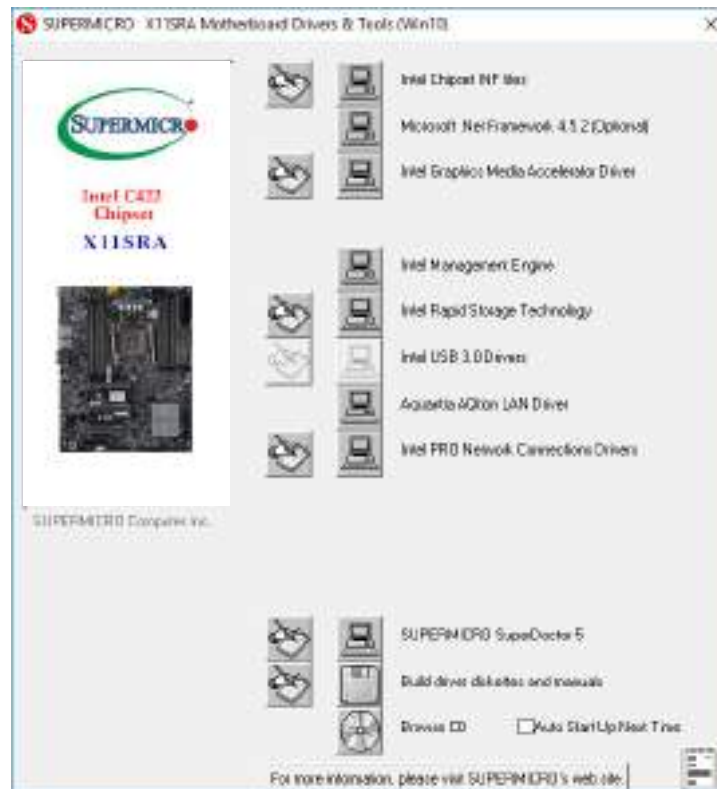 SUPERMICRO X11SRA Motherboard Drivers & Tools (Win10)
SUPERMICRO
Intel C422
Chipset
X11SRA
SUPERMICRO Computer Inc.
Intel Chipset INF files
Microsoft .Net Framework 4.5.2 (Optional)
Intel Graphics Media Accelerator Driver
Intel Management Engine
Intel Rapid Storage Technology
Intel USB 3.0 Drivers
Aquantia AQtion LAN Driver
Intel PRO Network Connections Drivers
SUPERMICRO SuperDoctor 5
Build driver diskettes and manuals
Browse CD
Auto Start Up Next Time
For more information, please visit SUPERMICRO's web site.